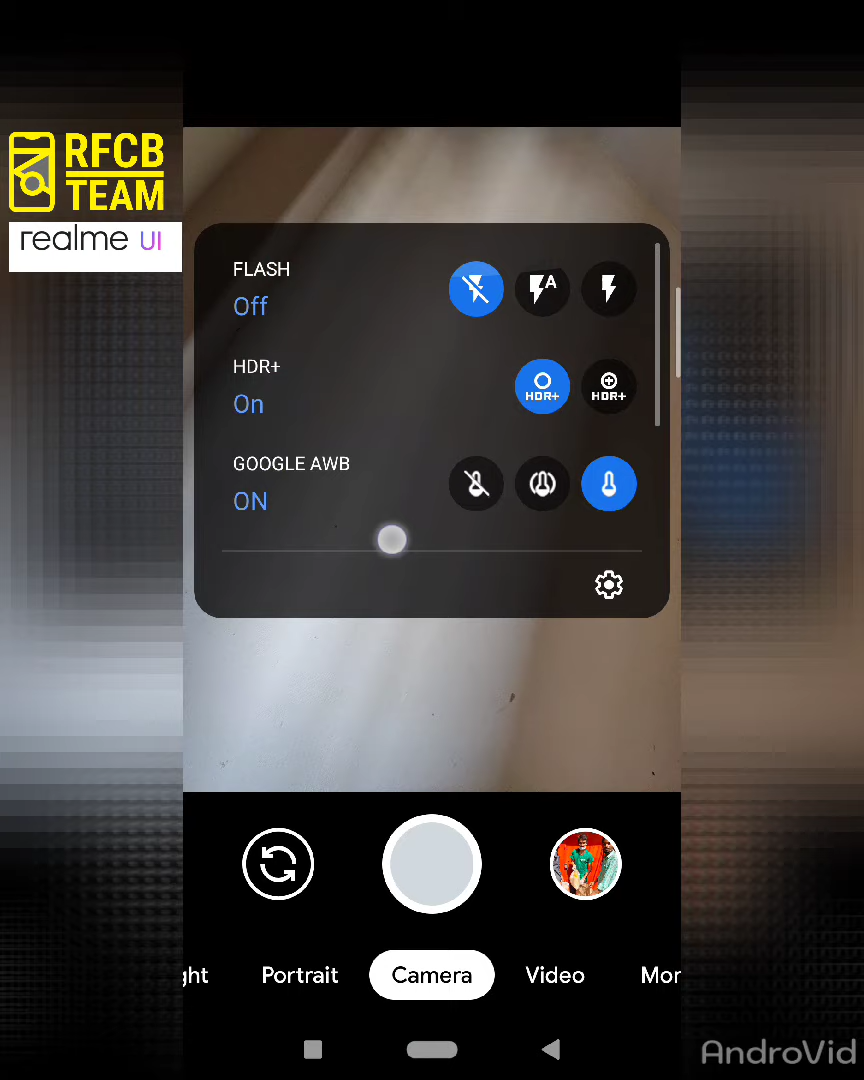 RFCB
TEAM
realme UI
FLASH
Off
A
HDR+
On
HDR+
HDR+
GOOGLE AWB
ON
ght
Portrait
Camera
Video
Mor
AndroVid